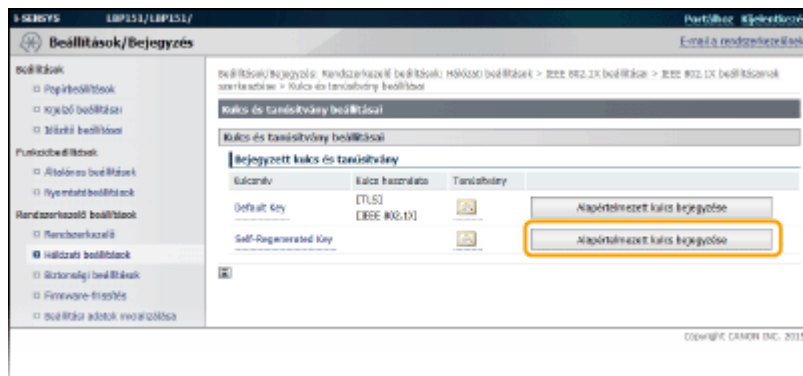 i-SENSYS LBP151/LBP151/ Portálhoz Kijelentkezé
Beállítások/Bejegyzés E-mail a rendszerkezelőnek
Beállítások
Papírbeállítások
Kijelző beállításai
Időzítő beállításai
Funkcióbeállítások
Általános beállítások
Nyomtatóbeállítások
Rendszerkezelő beállítások
Rendszerkezelő
Hálózati beállítások
Biztonsági beállítások
Firmware-frissítés
Beállítási adatok inicializálása
Beállítások/Bejegyzés: Rendszerkezelő beállítások: Hálózati beállítások > IEEE 802.1X beállításai > IEEE 802.1X beállításainak
szerkesztése > Kulcs és tanúsítvány beállításai
Kulcs és tanúsítvány beállításai
Kulcs és tanúsítvány beállításai
Bejegyzett kulcs és tanúsítvány
Kulcsnév Kulcs használata Tanúsítvány
Default Key [TLS] Alapértelmezett kulcs bejegyzése
[IEEE 802.1X]
Self-Regenerated Key Alapértelmezett kulcs bejegyzése
Copyright CANON INC. 2015